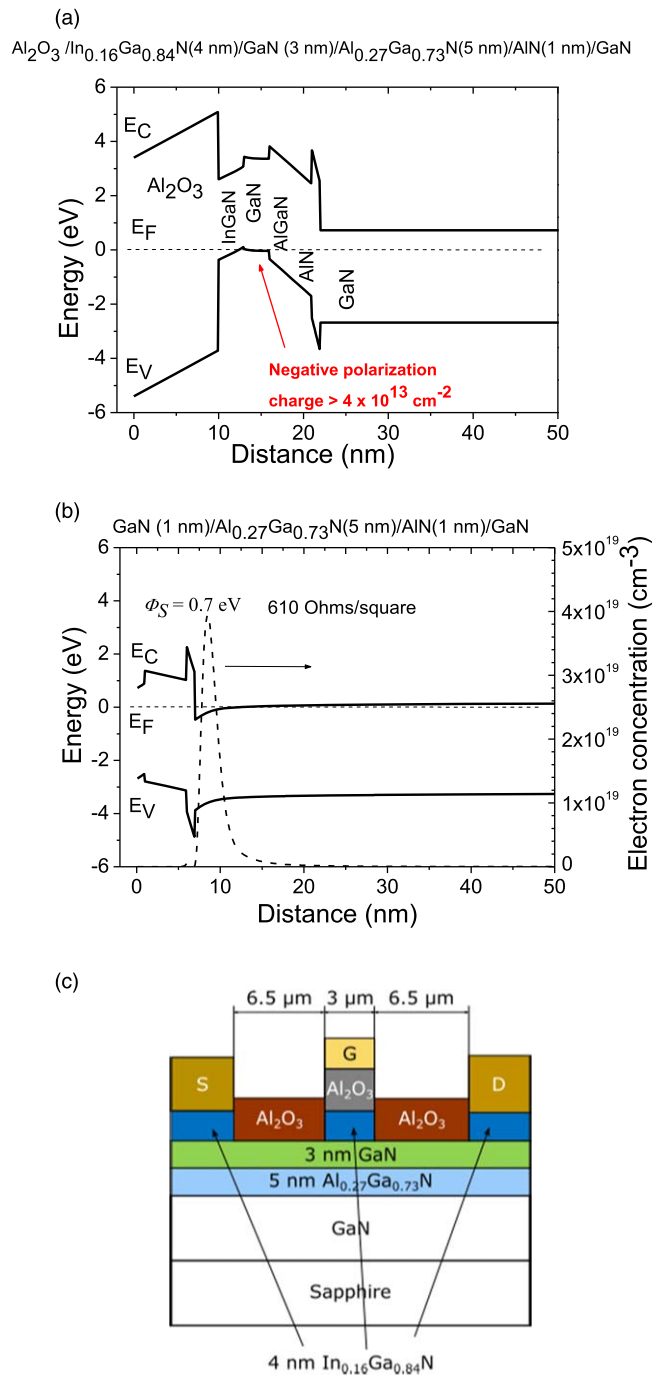 (a)
Al2O3 /In0.16Ga0.84N(4 nm)/GaN (3 nm)/Al0.27Ga0.73N(5 nm)/AlN(1 nm)/GaN
6
4
2
0
-2
-4
-6
Energy (eV)
EC
Al2O3
EF
EV
InGaN
GaN
AlGaN
AlN
GaN
Negative polarization
charge > 4 x 10^13 cm^-2
0
10
20
30
40
50
Distance (nm)
(b)
GaN (1 nm)/Al0.27Ga0.73N(5 nm)/AlN(1 nm)/GaN
6
4
2
0
-2
-4
-6
Energy (eV)
ΦS = 0.7 eV
610 Ohms/square
EC
EF
EV
5x10^19
4x10^19
3x10^19
2x10^19
1x10^19
0
Electron concentration (cm^-3)
0
10
20
30
40
50
Distance (nm)
(c)
6.5 µm
3 µm
6.5 µm
G
S
Al2O3
D
Al2O3
Al2O3
3 nm GaN
5 nm Al0.27Ga0.73N
GaN
Sapphire
4 nm In0.16Ga0.84N